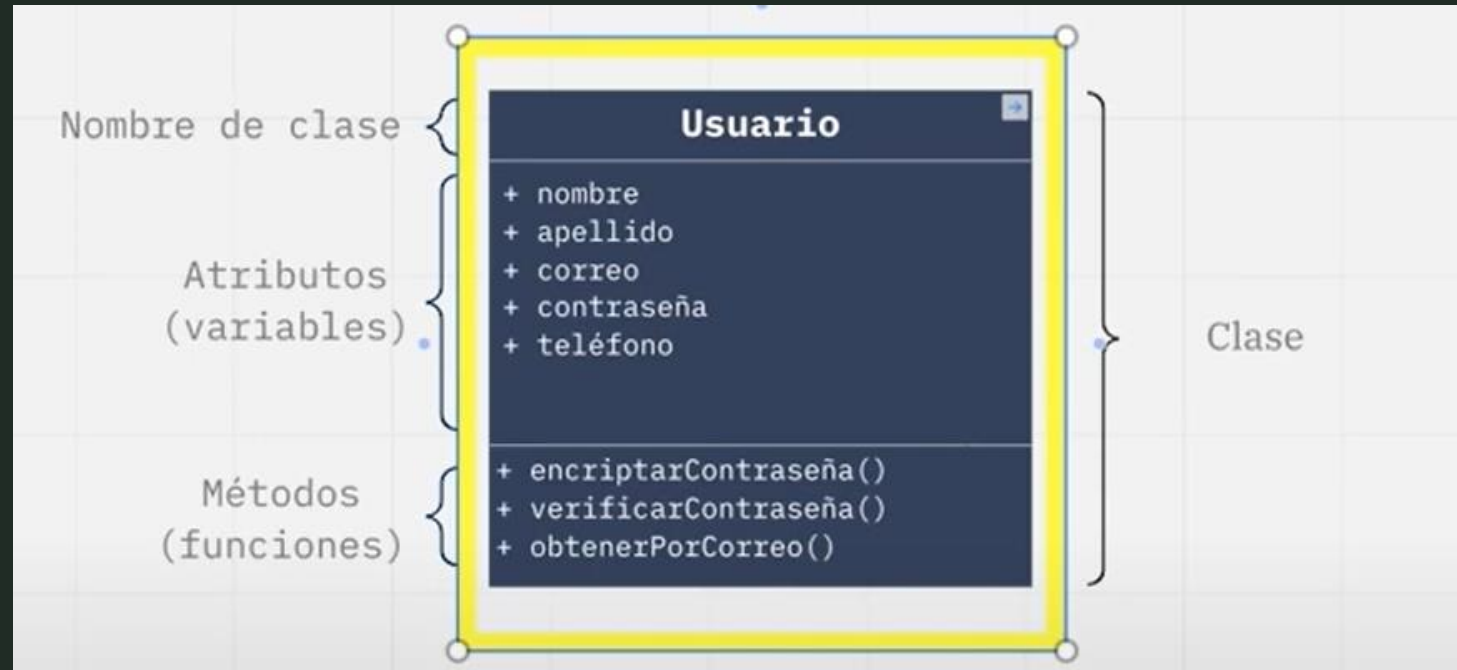 Nombre de clase
Usuario
+ nombre
+ apellido
+ correo
+ contraseña
+ teléfono
Atributos
(variables)
+ encriptarContraseña()
+ verificarContraseña()
+ obtenerPorCorreo()
Métodos
(funciones)
Clase